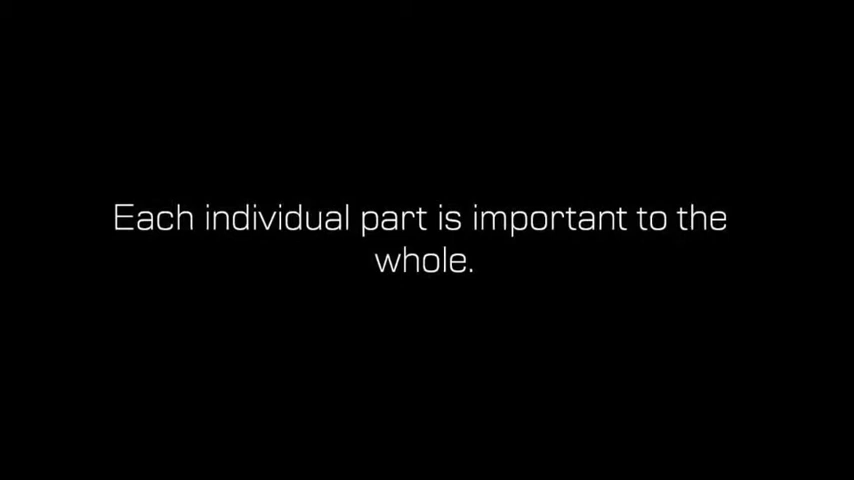 Each individual part is important to the
whole.